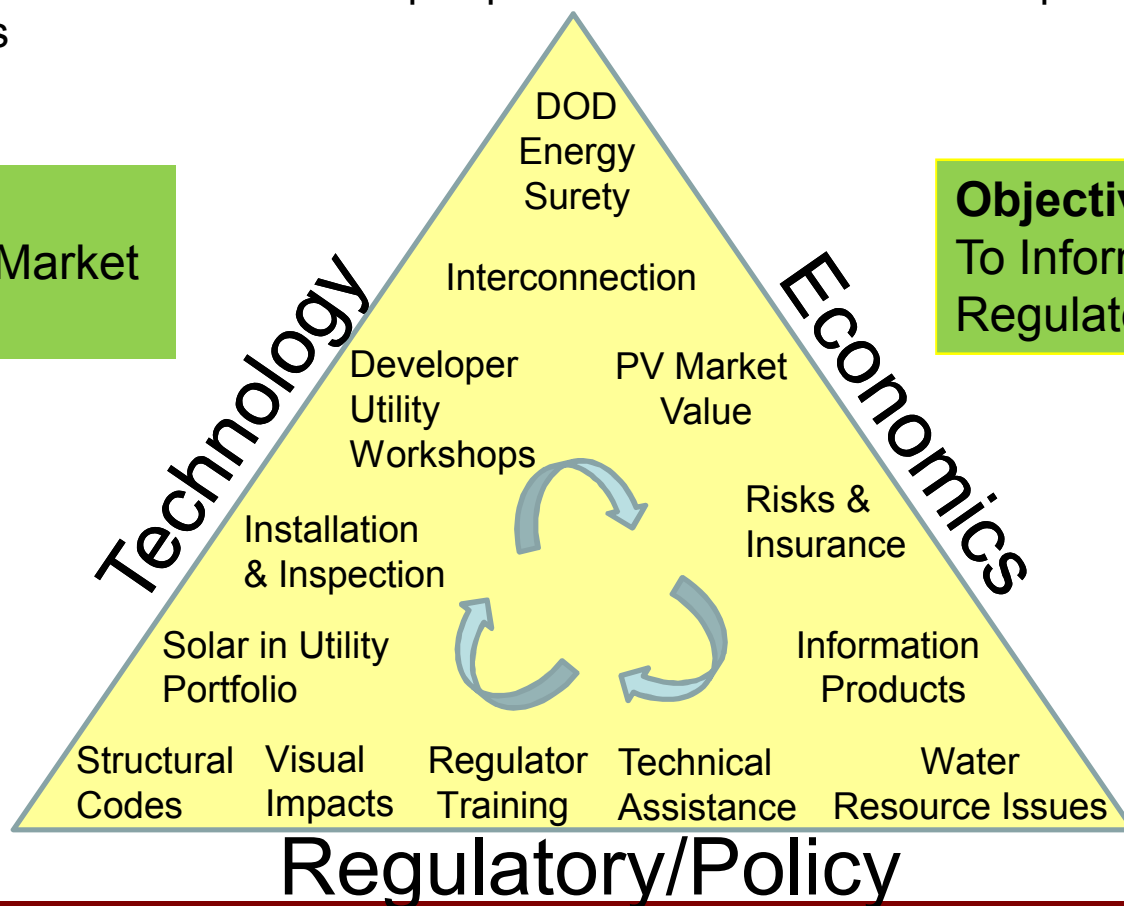 s
DOD
Energy
Surety
Market
Objectiv
To Inforr
Regulato
Interconnection
Technology
Economics
Developer
Utility
Workshops
PV Market
Value
Risks &
Insurance
Installation
& Inspection
Solar in Utility
Portfolio
Information
Products
Structural
Codes
Visual
Impacts
Regulator
Training
Technical
Assistance
Water
Resource Issues
Regulatory/Policy